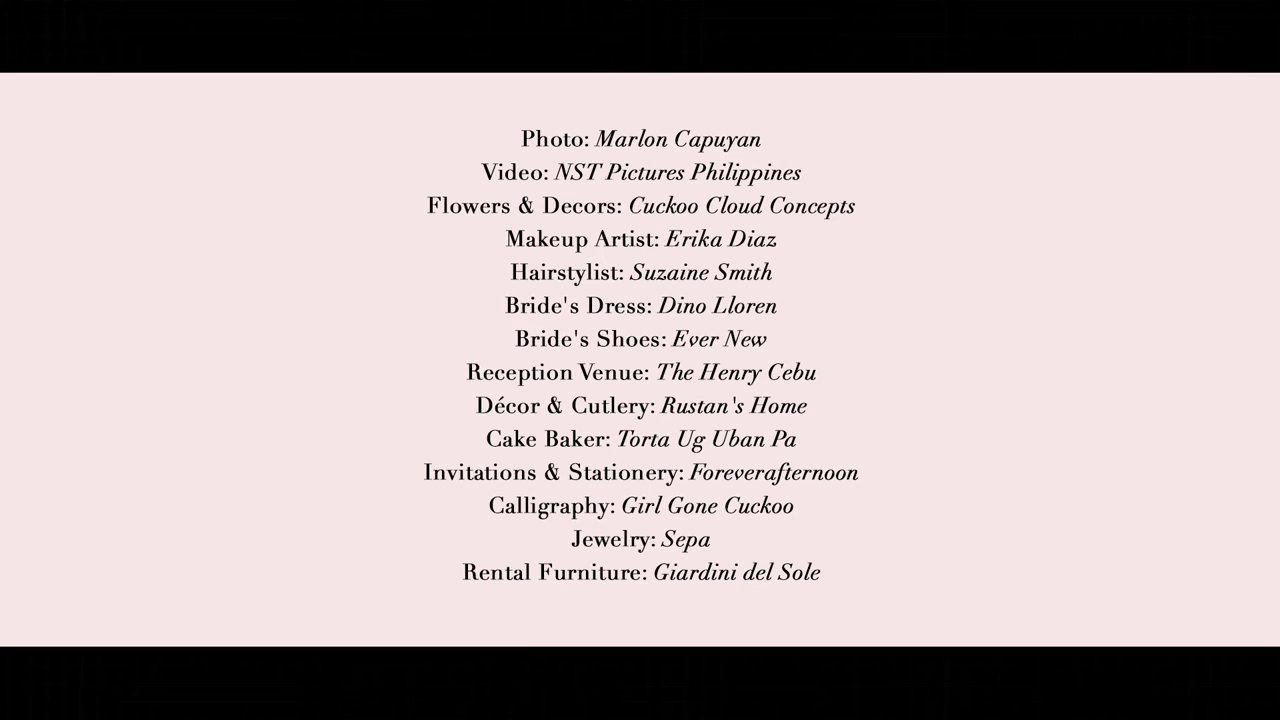 Photo: Marlon Capuyan
Video: NST Pictures Philippines
Flowers & Decors: Cuckoo Cloud Concepts
Makeup Artist: Erika Diaz
Hairstylist: Suzaine Smith
Bride's Dress: Dino Lloren
Bride's Shoes: Ever New
Reception Venue: The Henry Cebu
Décor & Cutlery: Rustan's Home
Cake Baker: Torta Ug Uban Pa
Invitations & Stationery: Foreverafternoon
Calligraphy: Girl Gone Cuckoo
Jewelry: Sepa
Rental Furniture: Giardini del Sole